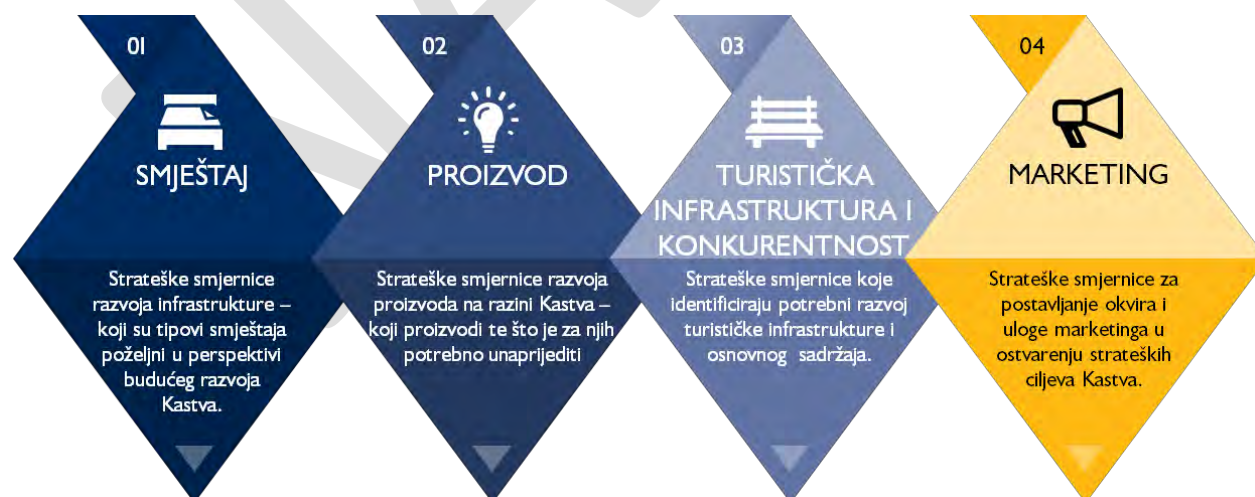 01
SMJEŠTAJ
Strateške smjernice
razvoja infrastrukture –
koji su tipovi smještaja
poželjni u perspektivi
budućeg razvoja
Kastva.
02
PROIZVOD
Strateške smjernice razvoja
proizvoda na razini Kastva –
koji proizvodi te što je za njih
potrebno unaprijediti
03
TURISTIČKA
INFRASTRUKTURA I
KONKURENTNOST
Strateške smjernice koje
identificiraju potrebni razvoj
turističke infrastrukture i
osnovnog sadržaja.
04
MARKETING
Strateške smjernice za
postavljanje okvira i
uloge marketinga u
ostvarenju strateških
ciljeva Kastva.